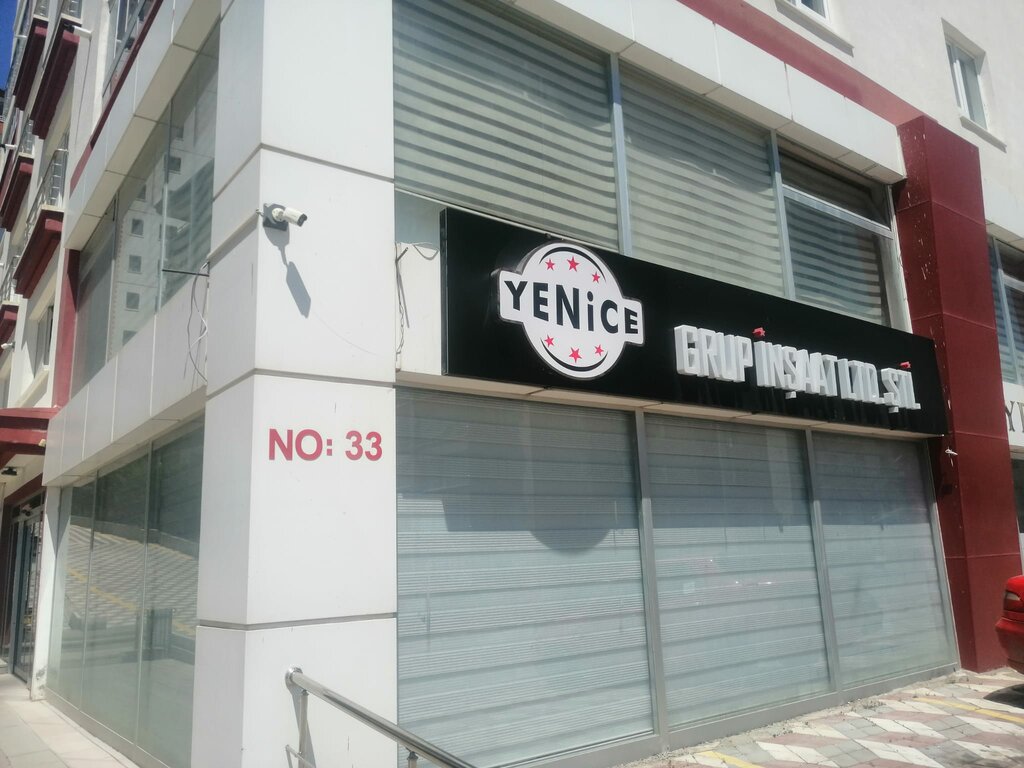 YENiCE
GRUP İNŞAAT LTD. ŞTİ.
NO: 33